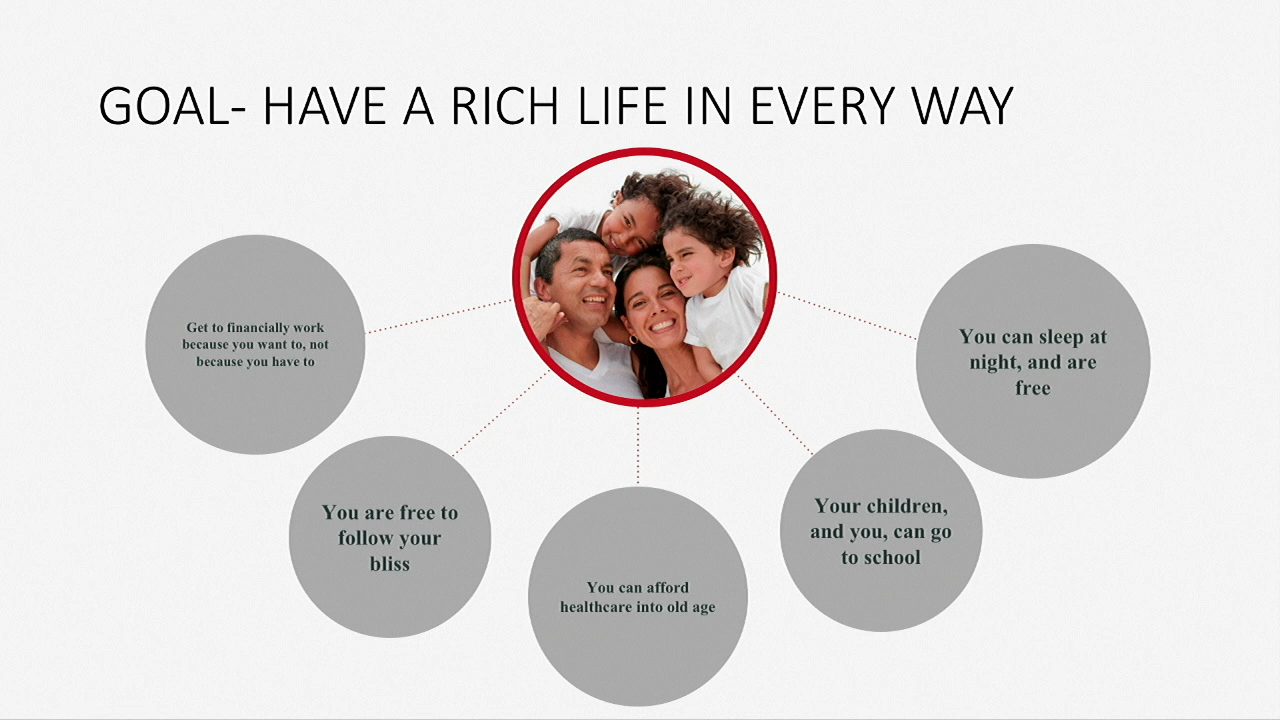 GOAL- HAVE A RICH LIFE IN EVERY WAY
Get to financially work
because you want to, not
because you have to
You are free to
follow your
bliss
You can afford
healthcare into old age
Your children,
and you, can go
to school
You can sleep at
night, and are
free